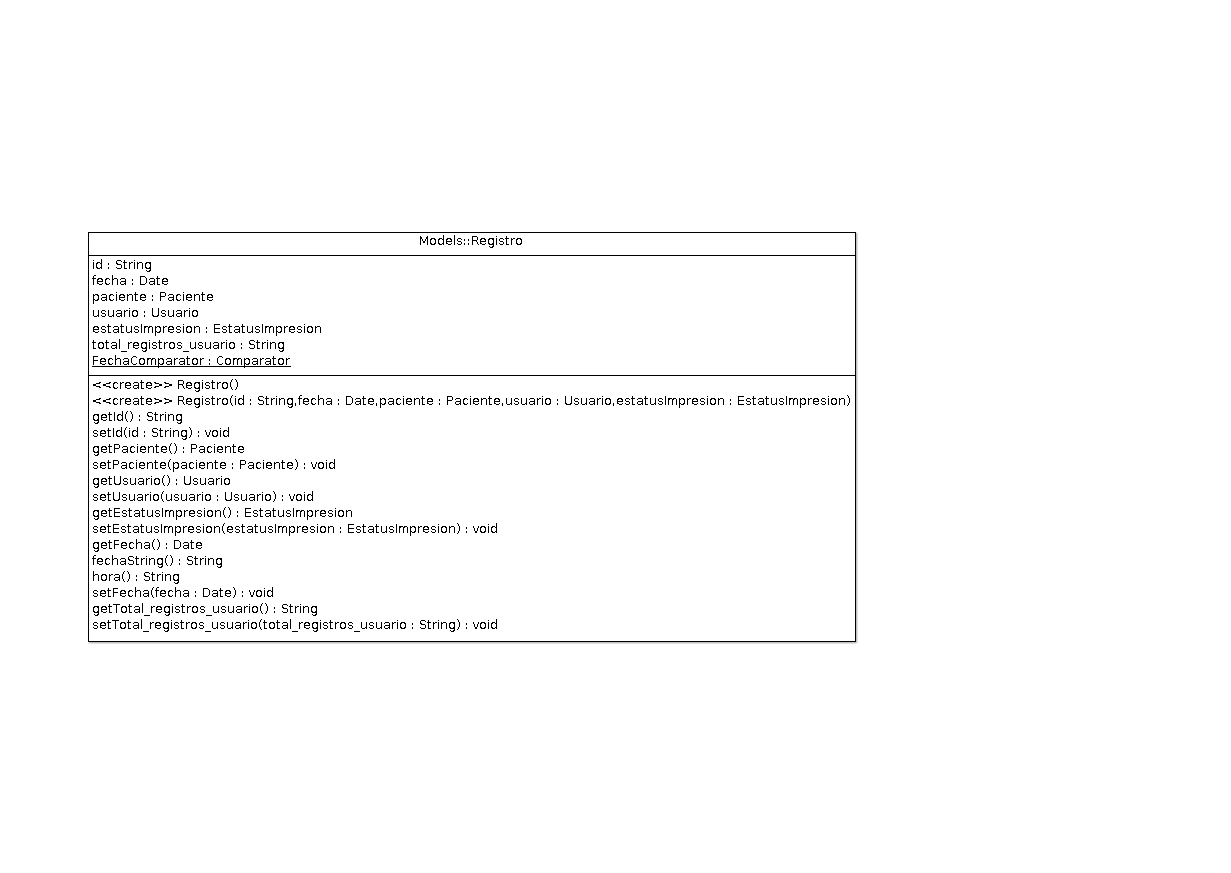 Models::Registro
id : String
fecha : Date
paciente : Paciente
usuario : Usuario
estatusImpresion : EstatusImpresion
total_registros_usuario : String
FechaComparator : Comparator
<<create>> Registro()
<<create>> Registro(id : String,fecha : Date,paciente : Paciente,usuario : Usuario,estatusImpresion : EstatusImpresion)
getId() : String
setId(id : String) : void
getPaciente() : Paciente
setPaciente(paciente : Paciente) : void
getUsuario() : Usuario
setUsuario(usuario : Usuario) : void
getEstatusImpresion() : EstatusImpresion
setEstatusImpresion(estatusImpresion : EstatusImpresion) : void
getFecha() : Date
fechaString() : String
hora() : String
setFecha(fecha : Date) : void
getTotal_registros_usuario() : String
setTotal_registros_usuario(total_registros_usuario : String) : void